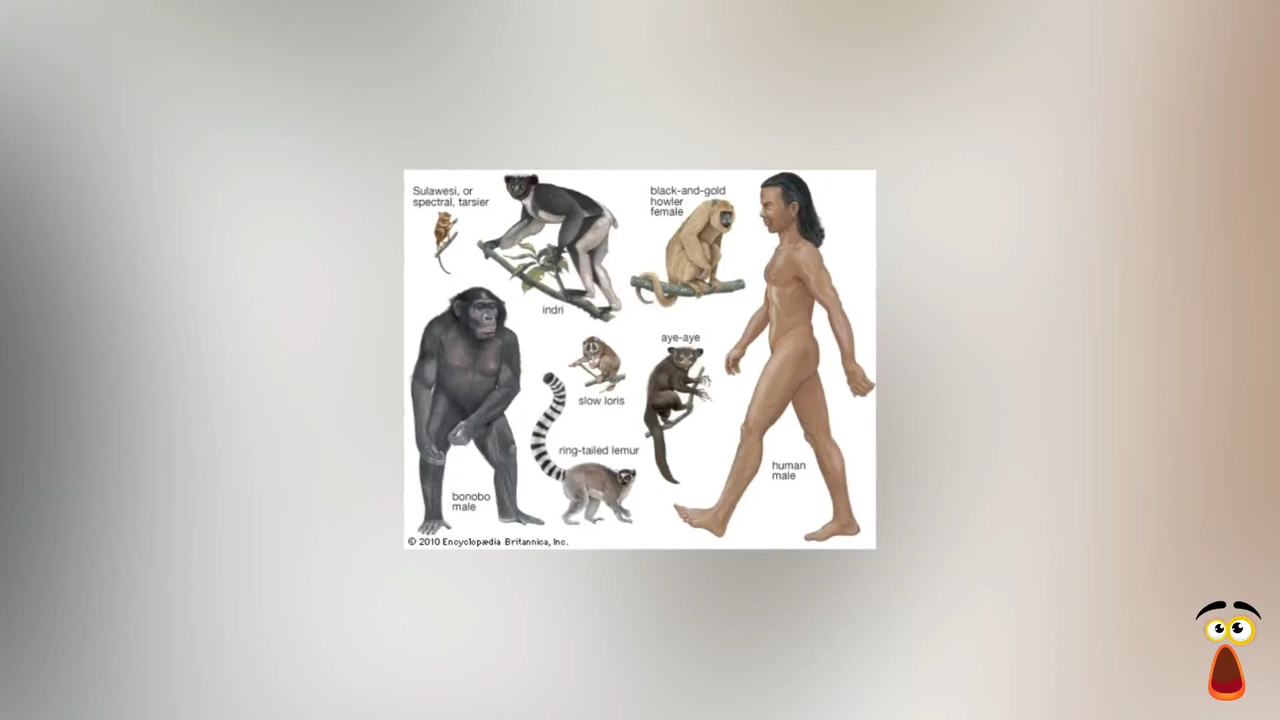 Sulawesi, or
spectral, tarsier
black-and-gold
howler
female
indri
aye-aye
slow loris
ring-tailed lemur
human
male
bonobo
male
© 2010 Encyclopædia Britannica, Inc.